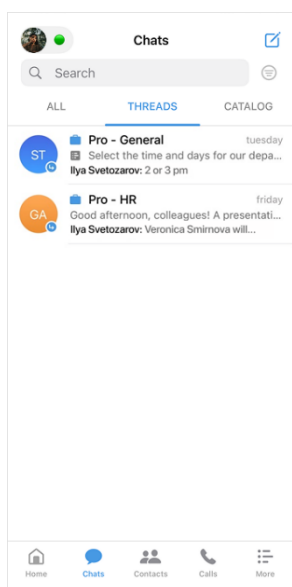 Chats
Search
ALL THREADS CATALOG
ST Pro - General tuesday
Select the time and days for our depa...
Ilya Svetozarov: 2 or 3 pm
GA Pro - HR friday
Good afternoon, colleagues! A presentati...
Ilya Svetozarov: Veronica Smirnova will...
Home Chats Contacts Calls More